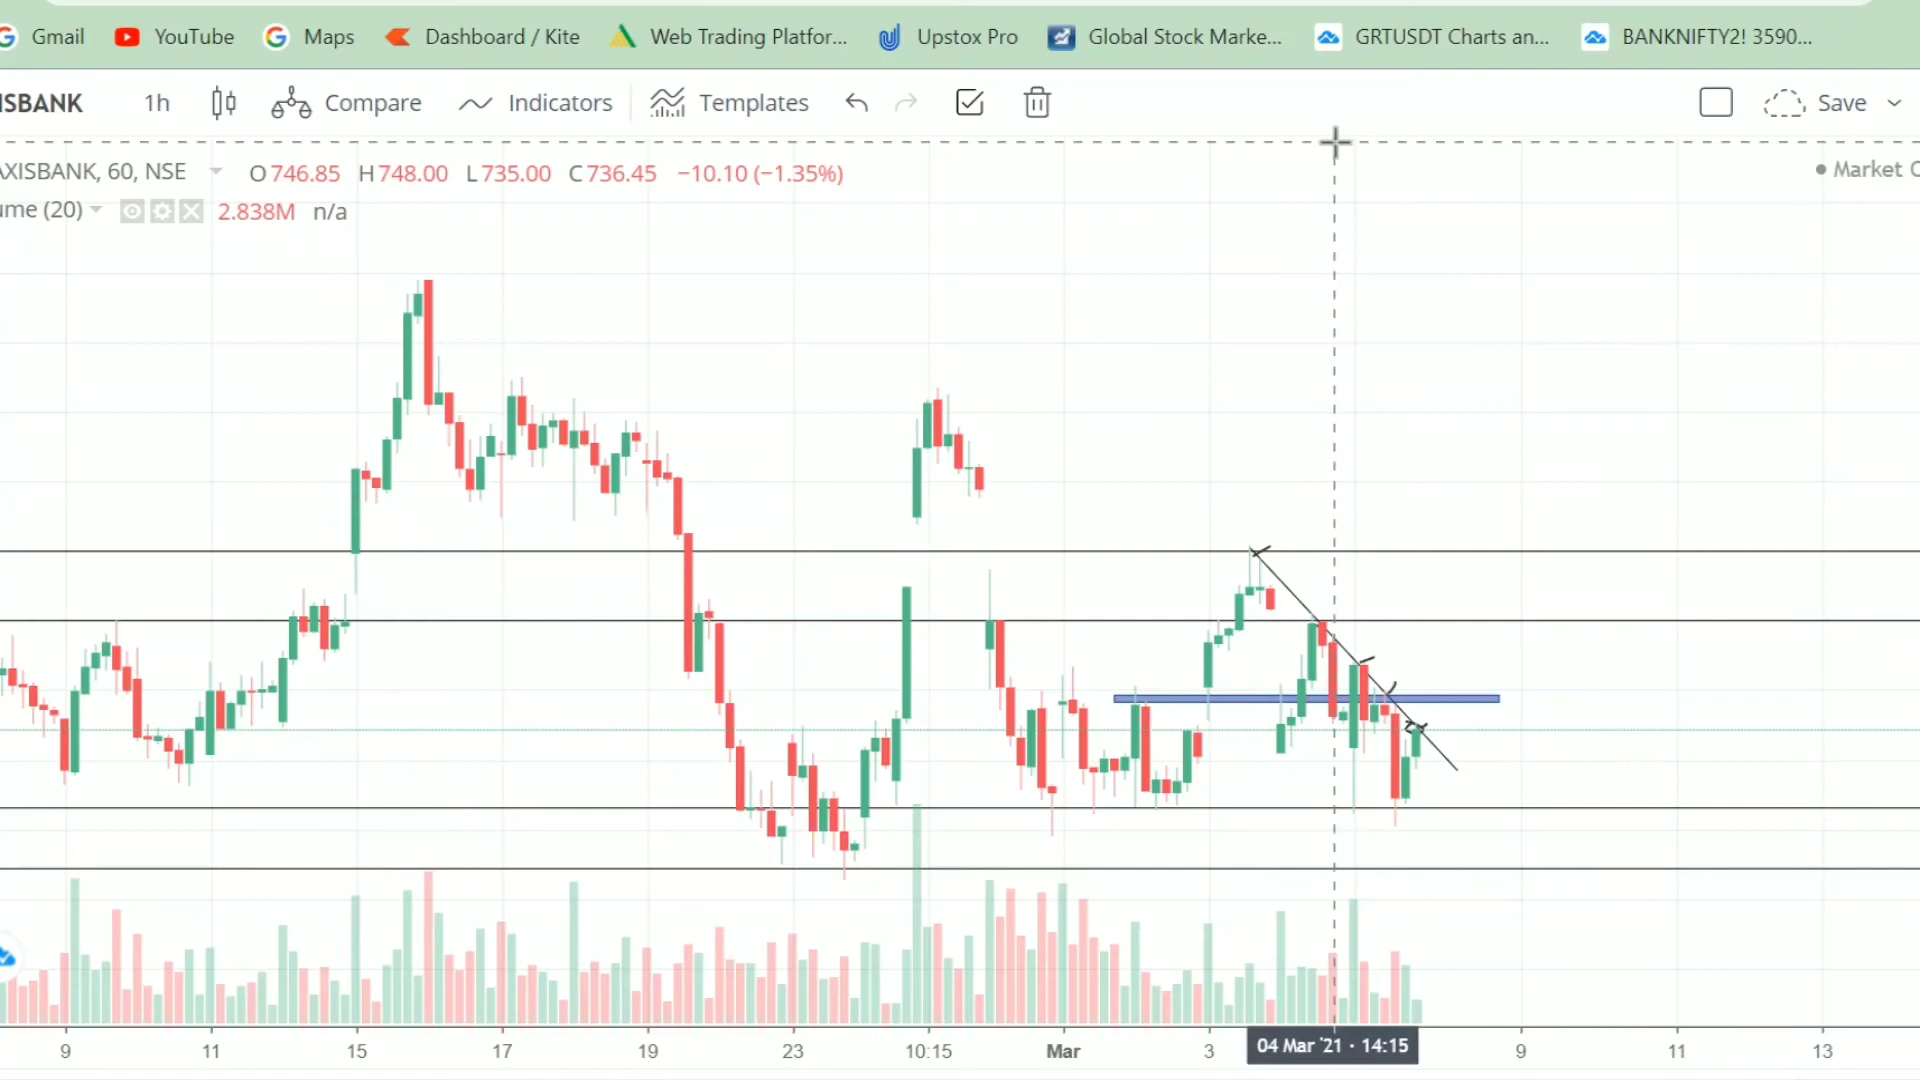 Gmail YouTube Maps Dashboard / Kite Web Trading Platfor... Upstox Pro Global Stock Marke... GRTUSDT Charts an... BANKNIFTY2! 3590...
ISBANK 1h Compare Indicators Templates Save
AXISBANK, 60, NSE O746.85 H748.00 L735.00 C736.45 −10.10 (−1.35%) Market
ume (20) 2.838M n/a
9 11 15 17 19 23 10:15 Mar 3 04 Mar '21 · 14:15 9 11 13